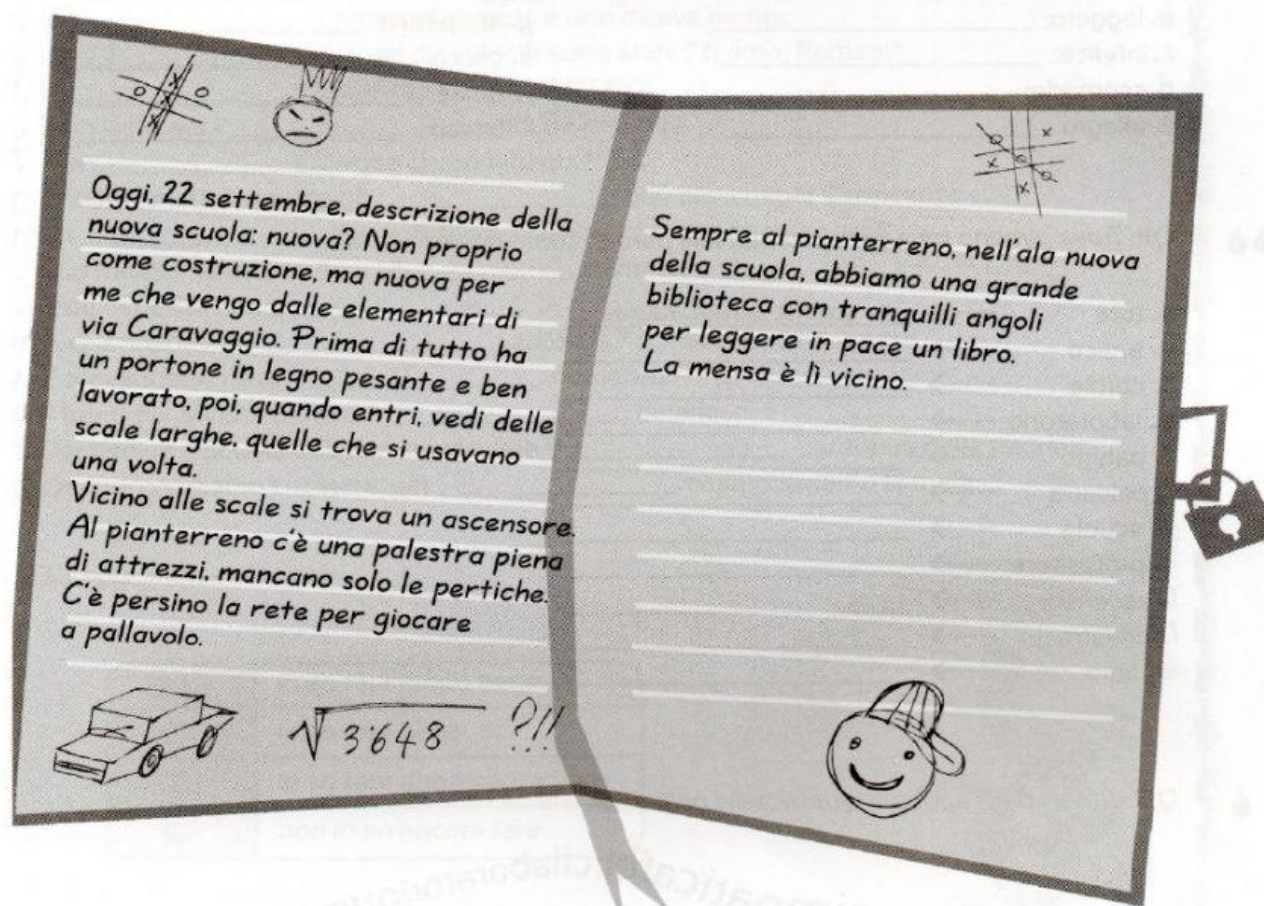 Oggi, 22 settembre, descrizione della
nuova scuola: nuova? Non proprio
come costruzione, ma nuova per
me che vengo dalle elementari di
via Caravaggio. Prima di tutto ha
un portone in legno pesante e ben
lavorato, poi, quando entri, vedi delle
scale larghe, quelle che si usavano
una volta.
Vicino alle scale si trova un ascensore.
Al pianterreno c'è una palestra piena
di attrezzi, mancano solo le pertiche.
C'è persino la rete per giocare
a pallavolo.
√3648 ?!!
Sempre al pianterreno, nell'ala nuova
della scuola, abbiamo una grande
biblioteca con tranquilli angoli
per leggere in pace un libro.
La mensa è lì vicino.